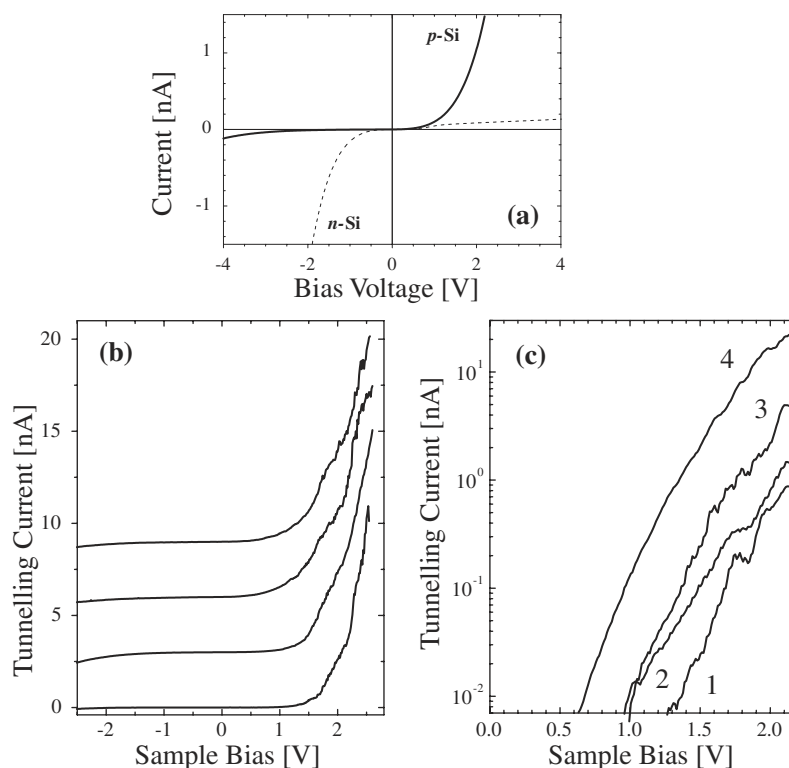 1
0
-1
Current [nA]
p-Si
n-Si
(a)
-4 -2 0 2 4
Bias Voltage [V]
20
15
10
5
0
Tunnelling Current [nA]
(b)
-2 -1 0 1 2
Sample Bias [V]
10^1
10^0
10^-1
10^-2
Tunnelling Current [nA]
(c)
4
3
2
1
0.0 0.5 1.0 1.5 2.0
Sample Bias [V]